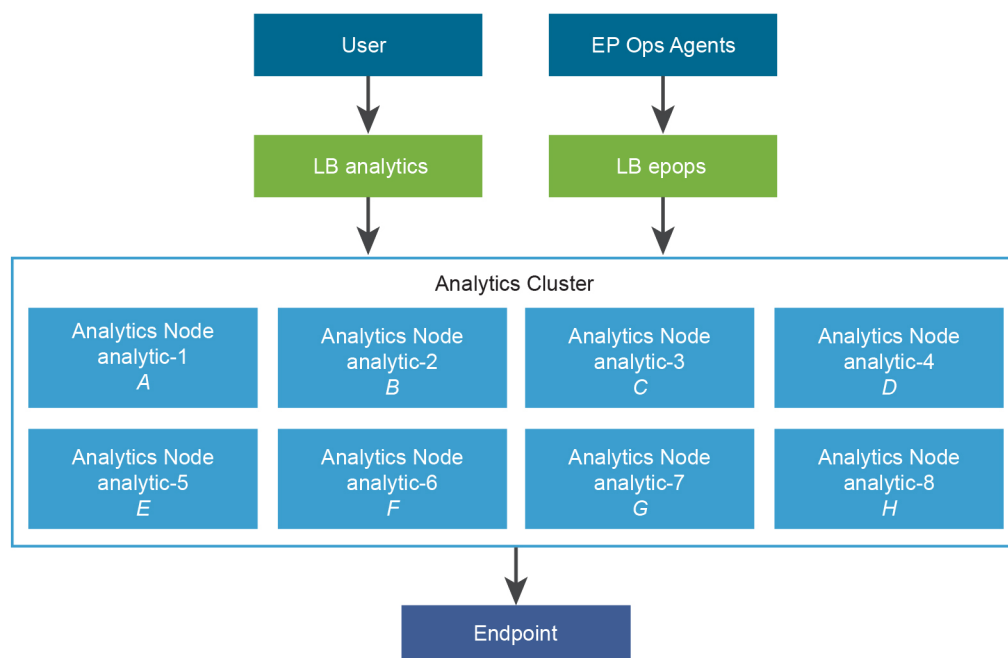 User
EP Ops Agents
LB analytics
LB epops
Analytics Cluster
Analytics Node
analytic-1
A
Analytics Node
analytic-2
B
Analytics Node
analytic-3
C
Analytics Node
analytic-4
D
Analytics Node
analytic-5
E
Analytics Node
analytic-6
F
Analytics Node
analytic-7
G
Analytics Node
analytic-8
H
Endpoint